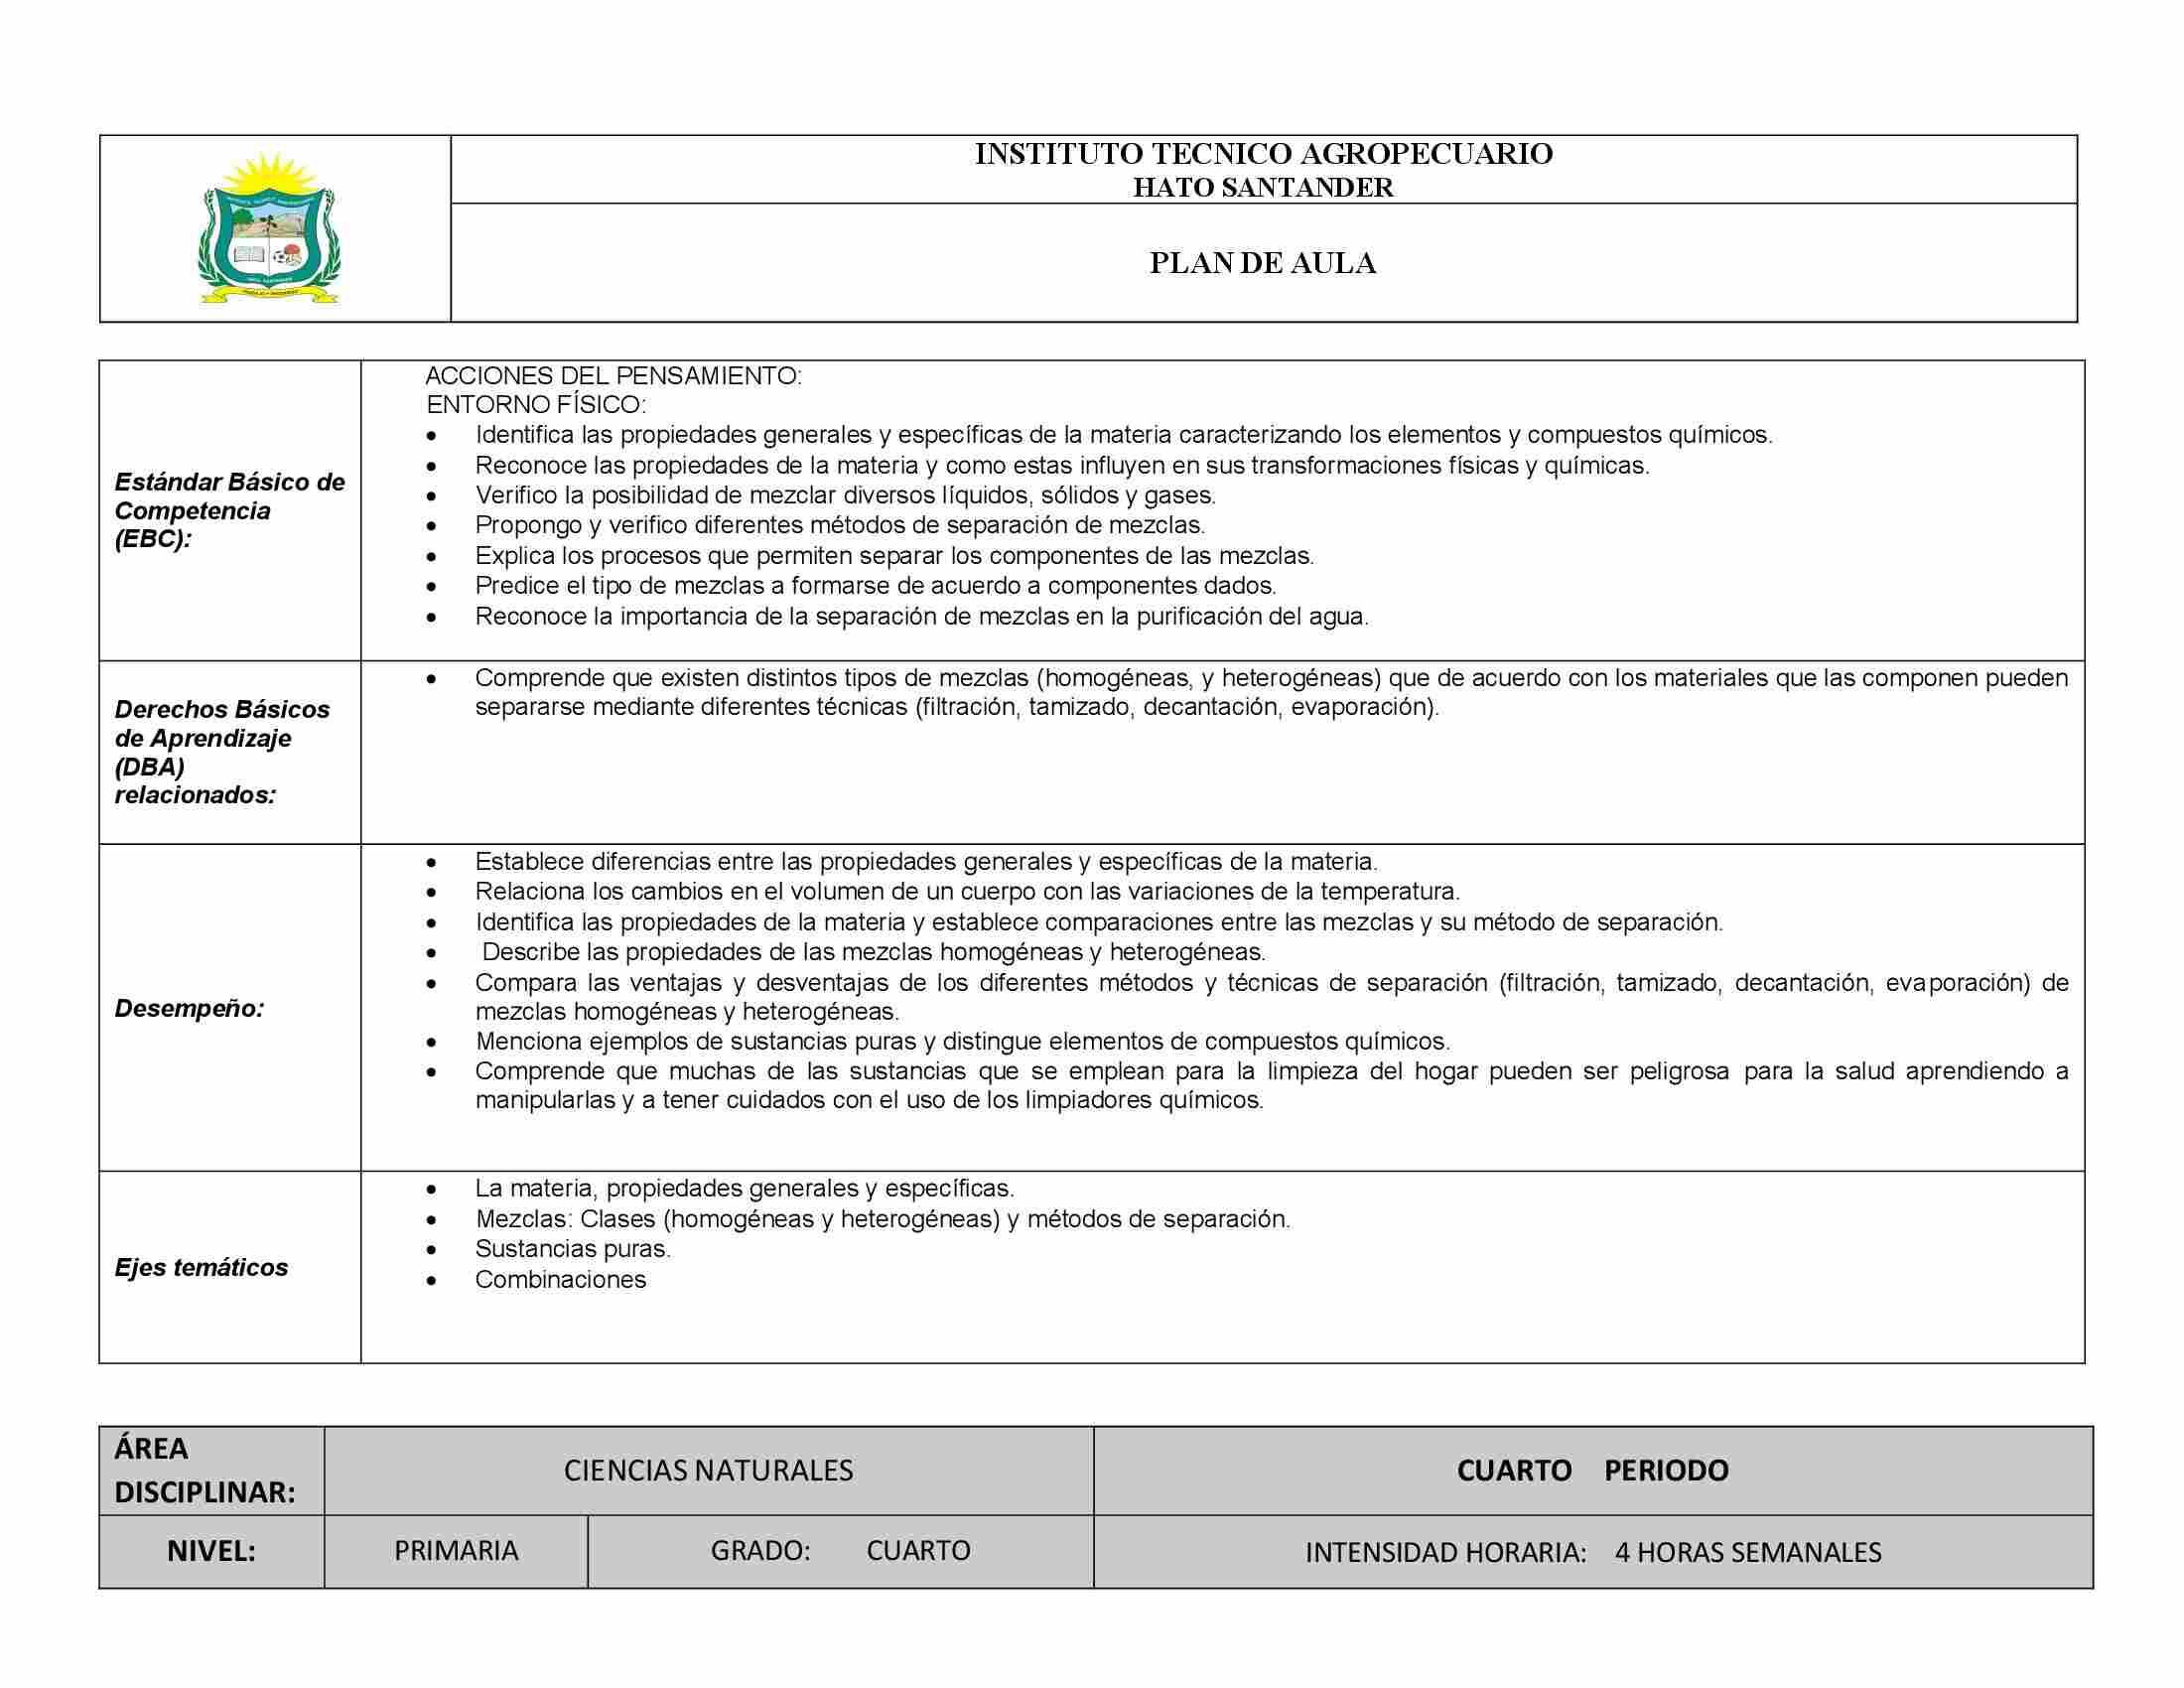 INSTITUTO TECNICO AGROPECUARIO
HATO SANTANDER
PLAN DE AULA
Estándar Básico de
Competencia
(EBC):
ACCIONES DEL PENSAMIENTO:
ENTORNO FÍSICO:
• Identifica las propiedades generales y específicas de la materia caracterizando los elementos y compuestos químicos.
• Reconoce las propiedades de la materia y como estas influyen en sus transformaciones físicas y químicas.
• Verifico la posibilidad de mezclar diversos líquidos, sólidos y gases.
• Propongo y verifico diferentes métodos de separación de mezclas.
• Explica los procesos que permiten separar los componentes de las mezclas.
• Predice el tipo de mezclas a formarse de acuerdo a componentes dados.
• Reconoce la importancia de la separación de mezclas en la purificación del agua.
Derechos Básicos
de Aprendizaje
(DBA)
relacionados:
• Comprende que existen distintos tipos de mezclas (homogéneas, y heterogéneas) que de acuerdo con los materiales que las componen pueden
separarse mediante diferentes técnicas (filtración, tamizado, decantación, evaporación).
Desempeño:
• Establece diferencias entre las propiedades generales y específicas de la materia.
• Relaciona los cambios en el volumen de un cuerpo con las variaciones de la temperatura.
• Identifica las propiedades de la materia y establece comparaciones entre las mezclas y su método de separación.
• Describe las propiedades de las mezclas homogéneas y heterogéneas.
• Compara las ventajas y desventajas de los diferentes métodos y técnicas de separación (filtración, tamizado, decantación, evaporación) de
mezclas homogéneas y heterogéneas.
• Menciona ejemplos de sustancias puras y distingue elementos de compuestos químicos.
• Comprende que muchas de las sustancias que se emplean para la limpieza del hogar pueden ser peligrosa para la salud aprendiendo a
manipularlas y a tener cuidados con el uso de los limpiadores químicos.
Ejes temáticos
• La materia, propiedades generales y específicas.
• Mezclas: Clases (homogéneas y heterogéneas) y métodos de separación.
• Sustancias puras.
• Combinaciones
ÁREA
DISCIPLINAR:
CIENCIAS NATURALES
CUARTO PERIODO
NIVEL:
PRIMARIA
GRADO: CUARTO
INTENSIDAD HORARIA: 4 HORAS SEMANALES